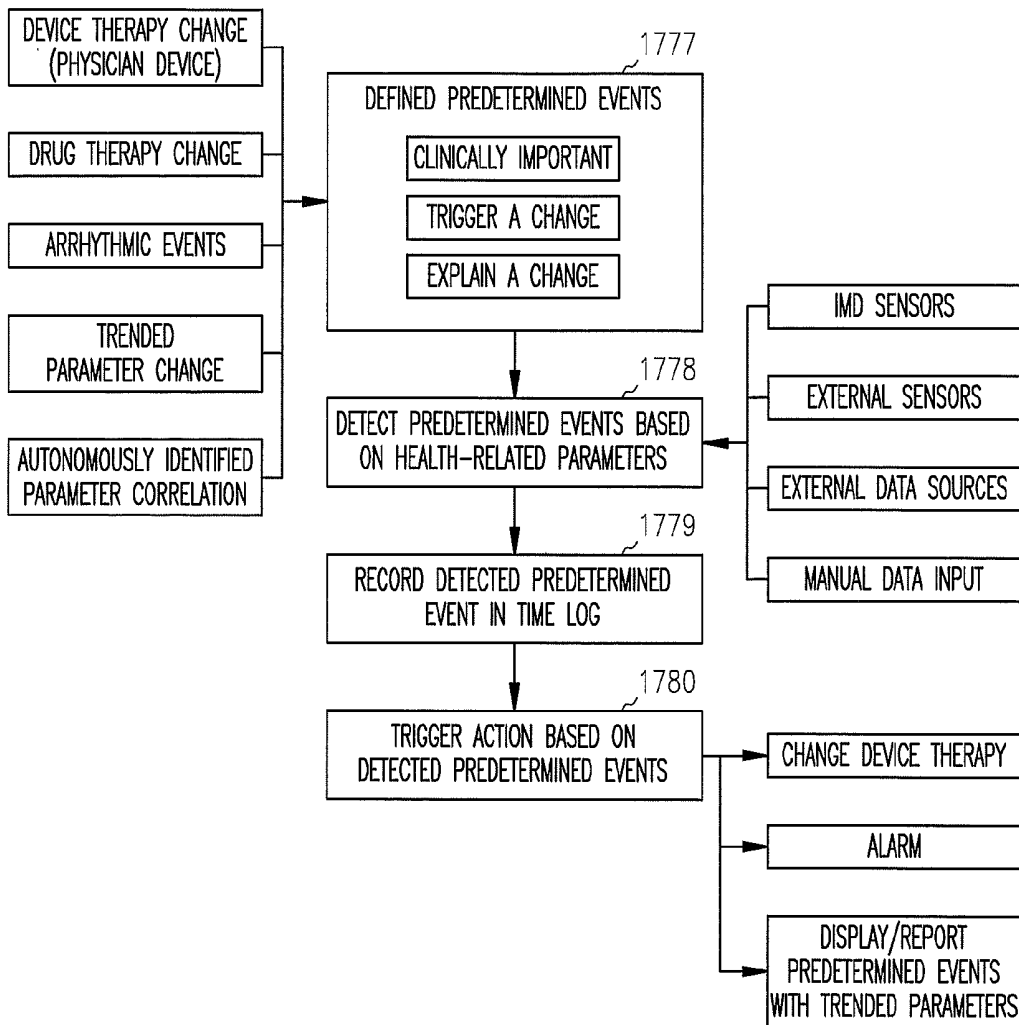 DEVICE THERAPY CHANGE
(PHYSICIAN DEVICE)
DRUG THERAPY CHANGE
ARRHYTHMIC EVENTS
TRENDED
PARAMETER CHANGE
AUTONOMOUSLY IDENTIFIED
PARAMETER CORRELATION
1777
DEFINED PREDETERMINED EVENTS
CLINICALLY IMPORTANT
TRIGGER A CHANGE
EXPLAIN A CHANGE
1778
DETECT PREDETERMINED EVENTS BASED
ON HEALTH-RELATED PARAMETERS
IMD SENSORS
EXTERNAL SENSORS
EXTERNAL DATA SOURCES
MANUAL DATA INPUT
1779
RECORD DETECTED PREDETERMINED
EVENT IN TIME LOG
1780
TRIGGER ACTION BASED ON
DETECTED PREDETERMINED EVENTS
CHANGE DEVICE THERAPY
ALARM
DISPLAY/REPORT
PREDETERMINED EVENTS
WITH TRENDED PARAMETERS